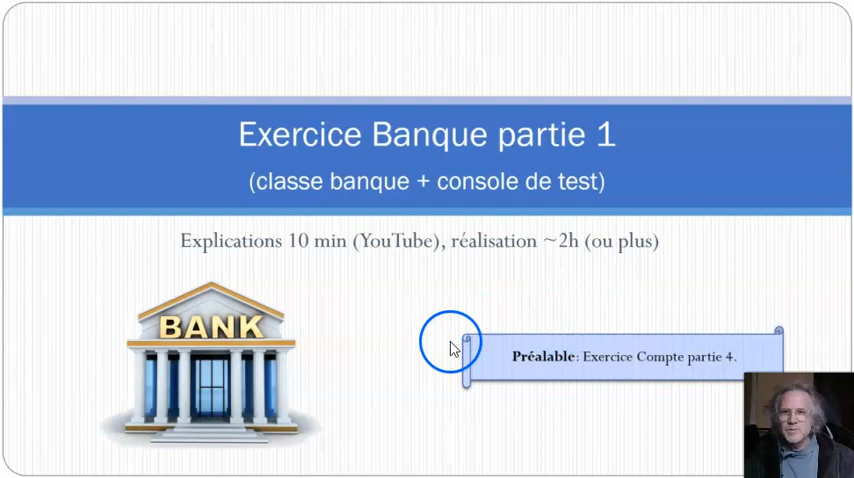 Exercice Banque partie 1
(classe banque + console de test)
Explications 10 min (YouTube), réalisation ~2h (ou plus)
BANK
Préalable: Exercice Compte partie 4.